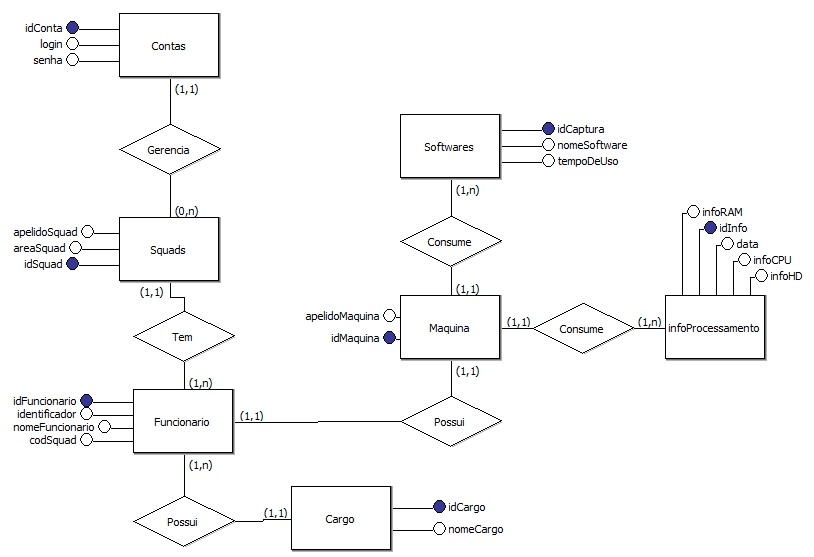 idConta
login
senha
Contas
(1,1)
Gerencia
(0,n)
apelidoSquad
areaSquad
idSquad
Squads
(1,1)
Tem
(1,n)
idFuncionario
identificador
nomeFuncionario
codSquad
Funcionario
(1,1)
(1,n)
Possui
(1,1)
Cargo
idCargo
nomeCargo
Softwares
idCaptura
nomeSoftware
tempoDeUso
(1,n)
Consume
(1,1)
apelidoMaquina
idMaquina
Maquina
(1,1)
Possui
(1,1)
Consume
(1,n)
infoRAM
idInfo
data
infoCPU
infoHD
infoProcessamento